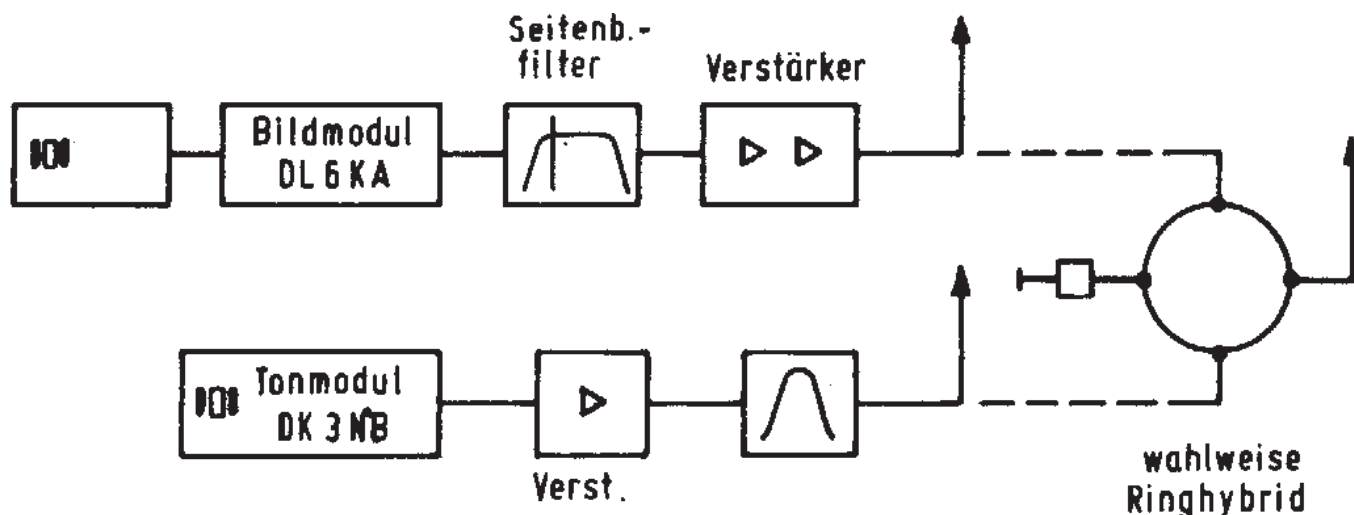 Seitenb.-
filter
Verstärker
Bildmodul
DL 6 KA
Tonmodul
DK 3 NB
Verst.
wahlweise
Ringhybrid